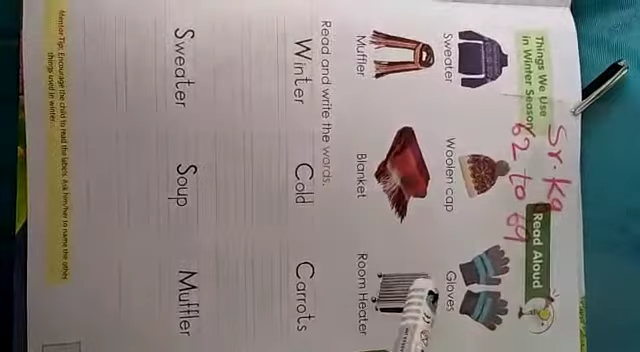 Sr. Kg
62 to 69
Things We Use
in Winter Season
Read Aloud
Sweater Woolen cap Gloves
Muffler Blanket Room Heater
Read and write the words.
Winter Cold Carrots
Sweater Soup Muffler
Mentor Tip: Encourage the child to read the labels. Ask him/her to name the other
things used in winter.